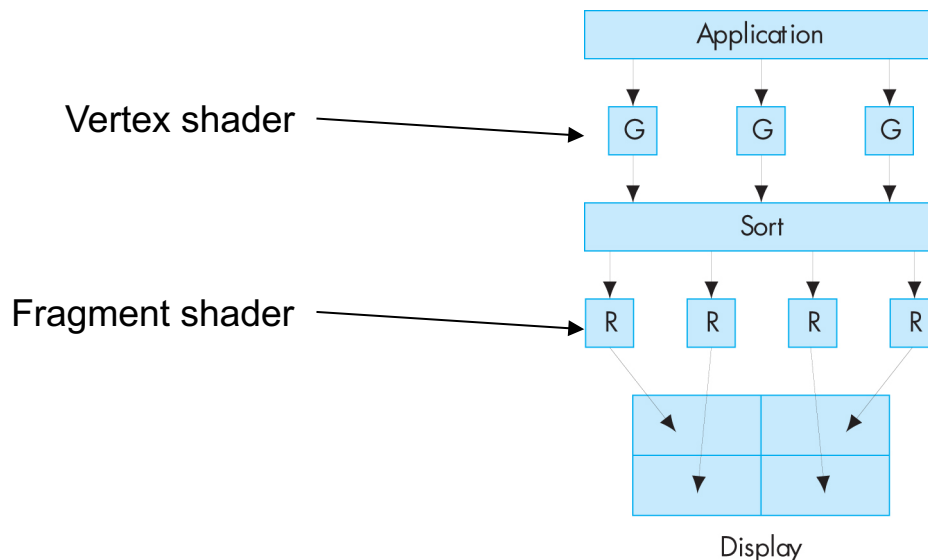 Application
Vertex shader
G G G
Sort
Fragment shader
R R R R
Display